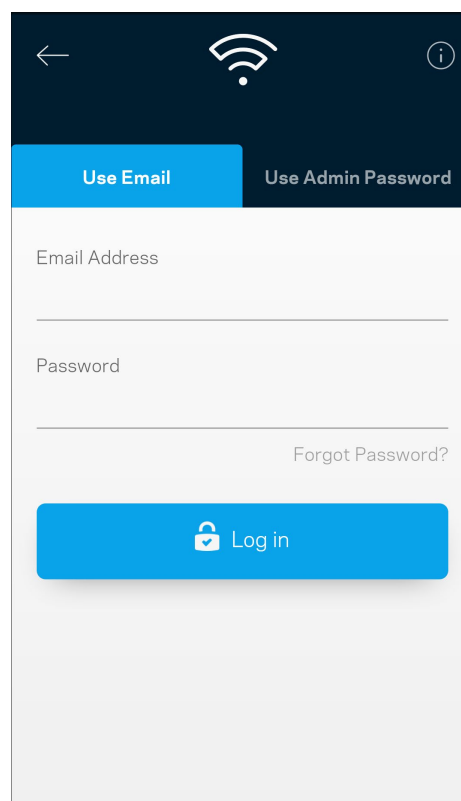 Use Email
Use Admin Password
Email Address
Password
Forgot Password?
Log in